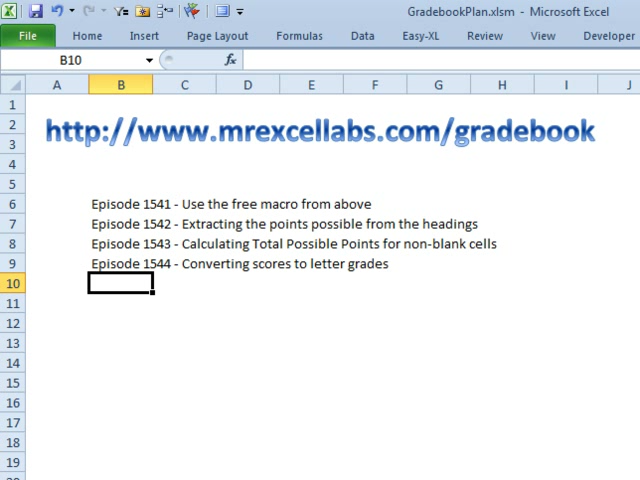 GradebookPlan.xlsm - Microsoft Excel
File Home Insert Page Layout Formulas Data Easy-XL Review View Developer
B10 fx
A B C D E F G H I J
1
2 http://www.mrexcellabs.com/gradebook
3
4
5
6 Episode 1541 - Use the free macro from above
7 Episode 1542 - Extracting the points possible from the headings
8 Episode 1543 - Calculating Total Possible Points for non-blank cells
9 Episode 1544 - Converting scores to letter grades
10
11
12
13
14
15
16
17
18
19